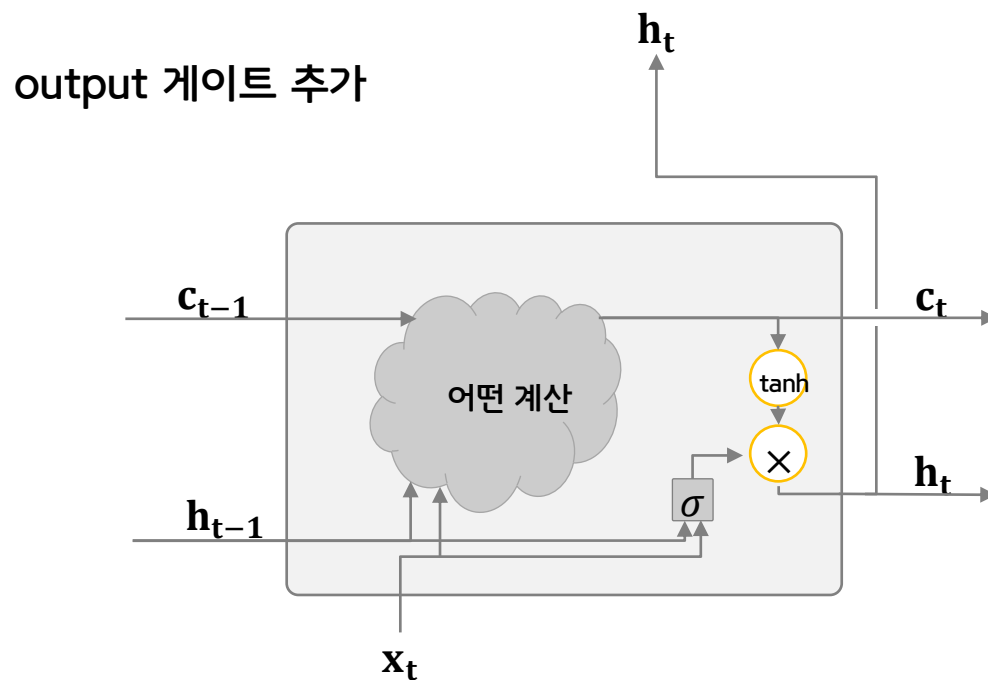 h_t
output 게이트 추가
c_{t−1}
c_t
tanh
어떤 계산
×
h_t
σ
h_{t−1}
x_t